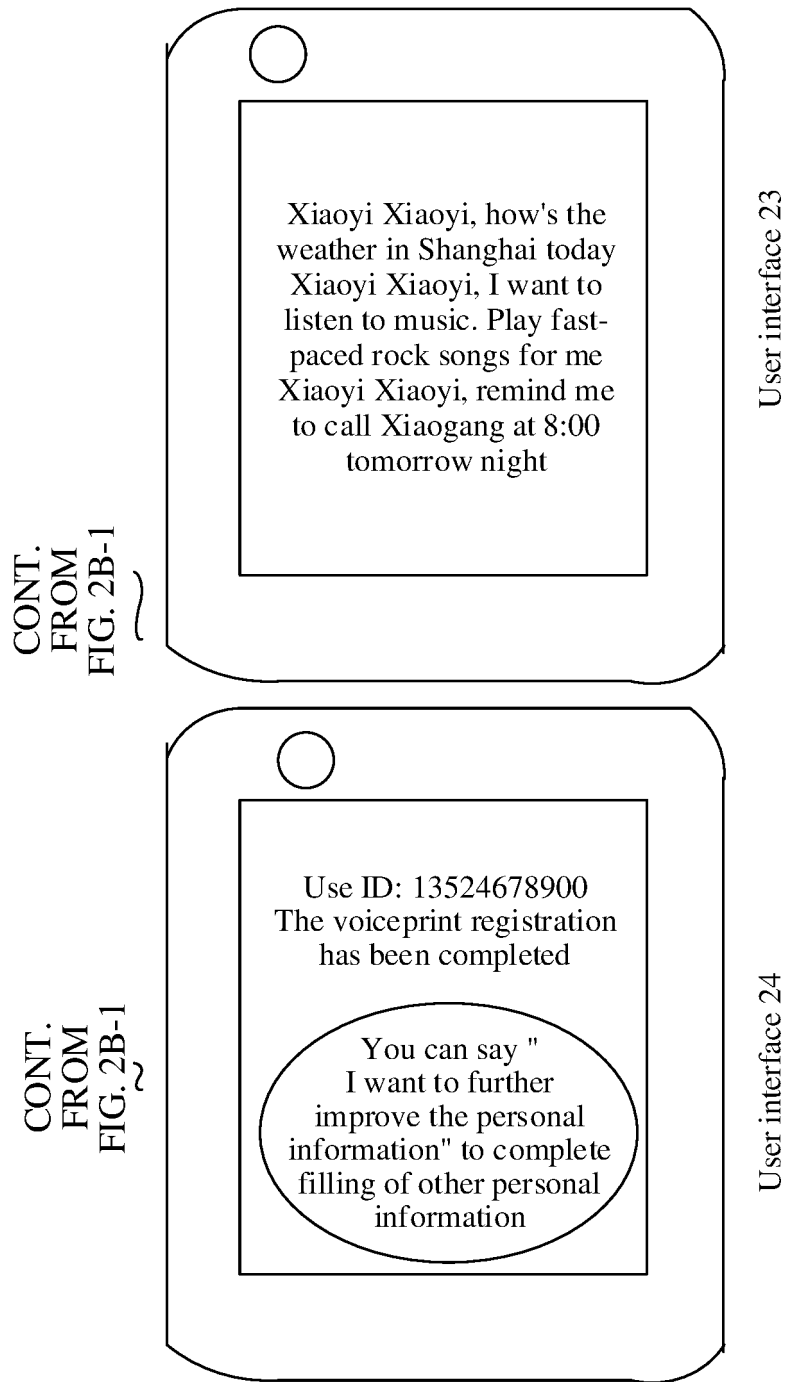 CONT.
FROM
FIG. 2B-1
Xiaoyi Xiaoyi, how's the
weather in Shanghai today
Xiaoyi Xiaoyi, I want to
listen to music. Play fast-
paced rock songs for me
Xiaoyi Xiaoyi, remind me
to call Xiaogang at 8:00
tomorrow night
User interface 23
CONT.
FROM
FIG. 2B-1
Use ID: 13524678900
The voiceprint registration
has been completed
You can say "
I want to further
improve the personal
information" to complete
filling of other personal
information
User interface 24